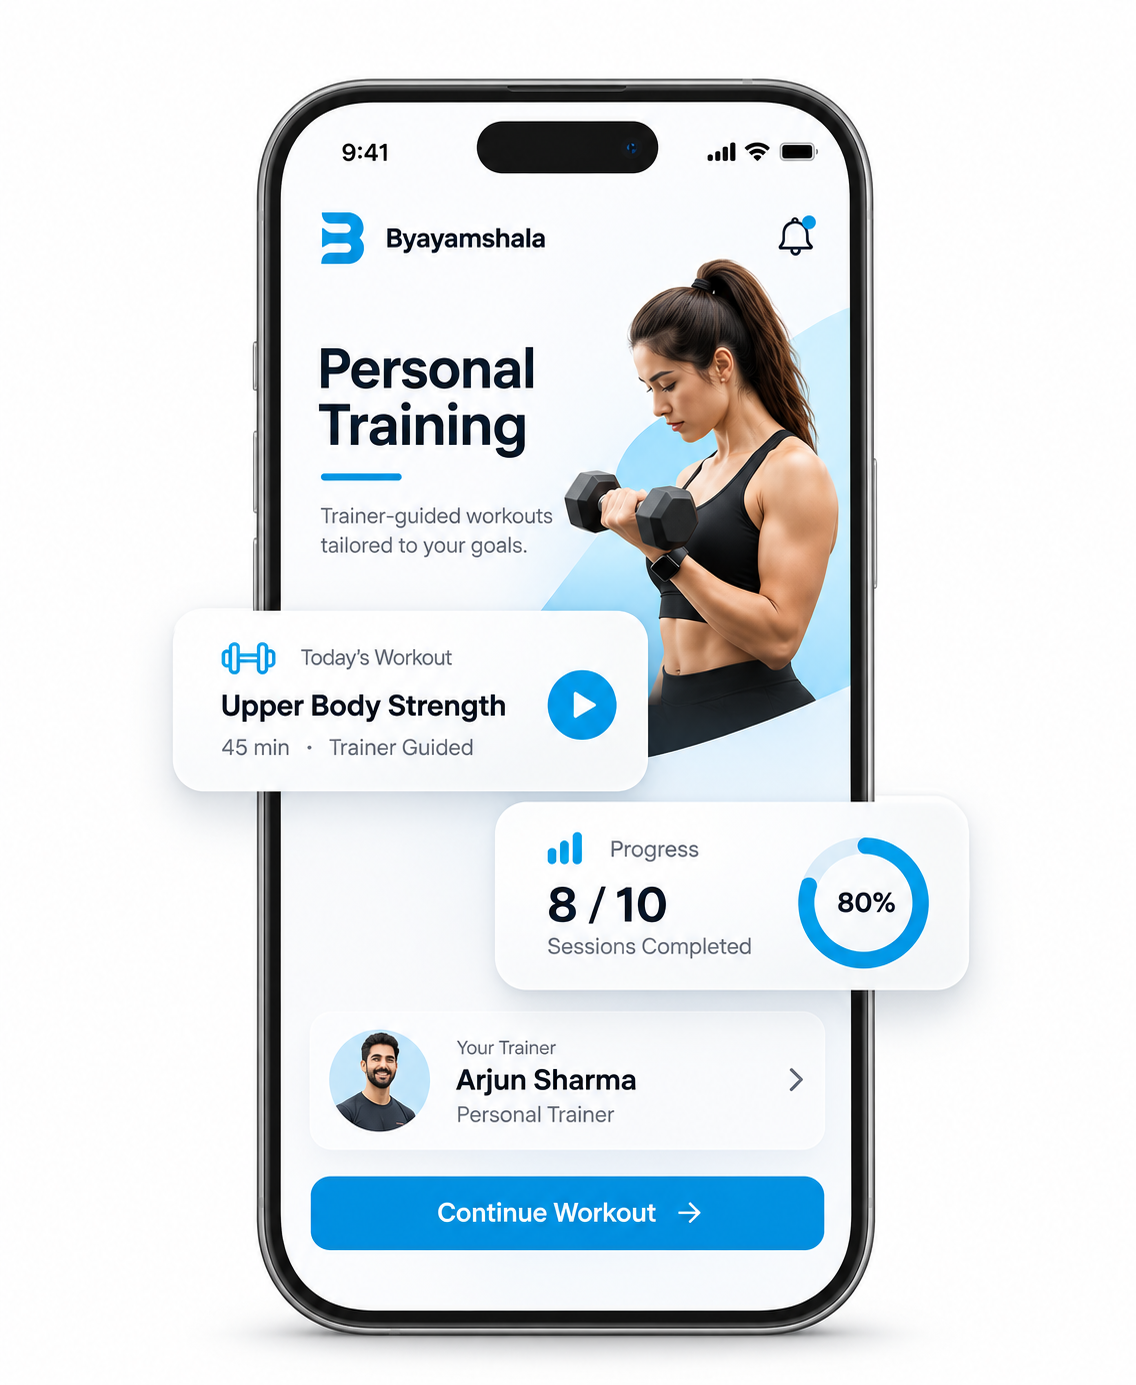 9:41
Byayamshala
Personal
Training
Trainer-guided workouts
tailored to your goals.
Today's Workout
Upper Body Strength
45 min • Trainer Guided
Progress
8 / 10
Sessions Completed
80%
Your Trainer
Arjun Sharma
Personal Trainer
Continue Workout →